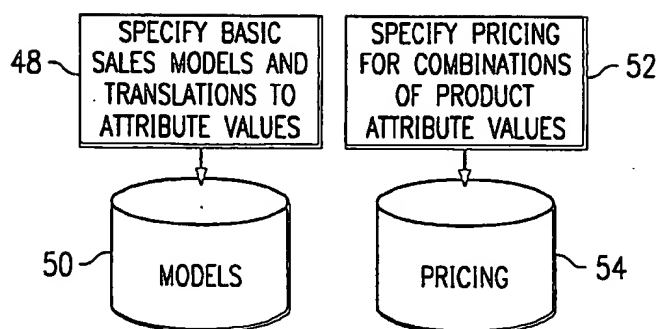 48
SPECIFY BASIC
SALES MODELS AND
TRANSLATIONS TO
ATTRIBUTE VALUES
SPECIFY PRICING
FOR COMBINATIONS
OF PRODUCT
ATTRIBUTE VALUES
52
50
MODELS
PRICING
54